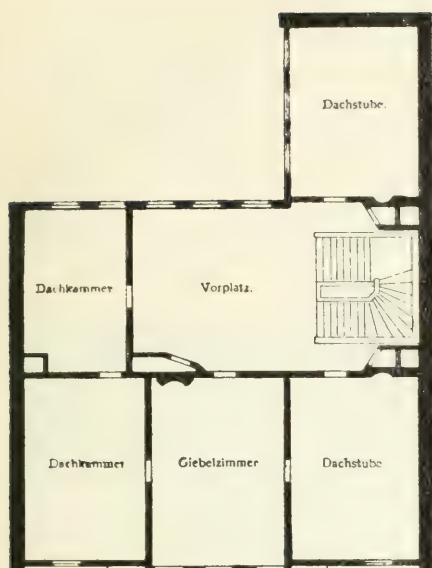 Dachstube.
Dachkammer
Vorplatz.
Dachkammer
Giebelzimmer
Dachstube